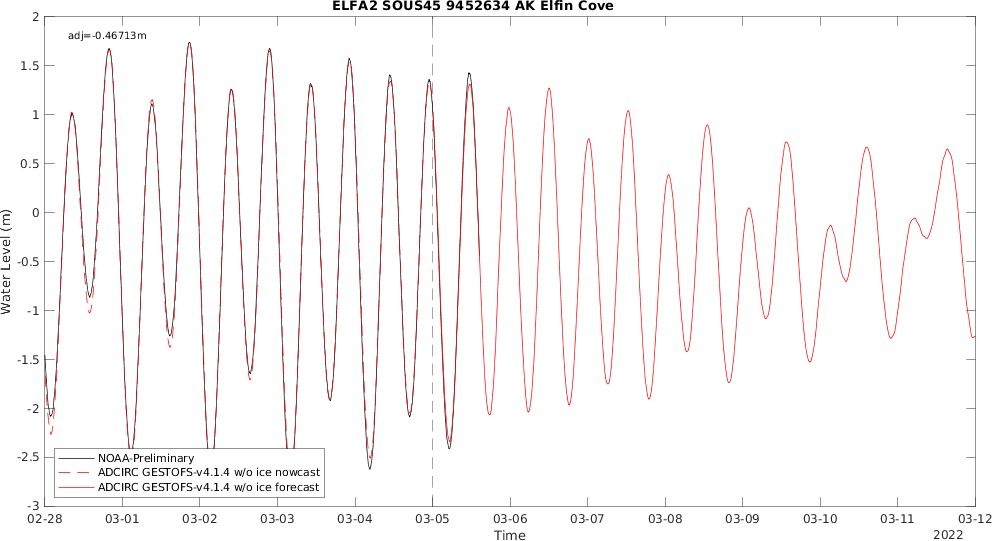 ELFA2 SOUS45 9452634 AK Elfin Cove
adj=-0.46713m
2
1.5
1
0.5
0
-0.5
-1
-1.5
-2
-2.5
-3
Water Level (m)
NOAA-Preliminary
ADCIRC GESTOFS-v4.1.4 w/o ice nowcast
ADCIRC GESTOFS-v4.1.4 w/o ice forecast
02-28 03-01 03-02 03-03 03-04 03-05 03-06 03-07 03-08 03-09 03-10 03-11 03-12
Time
2022